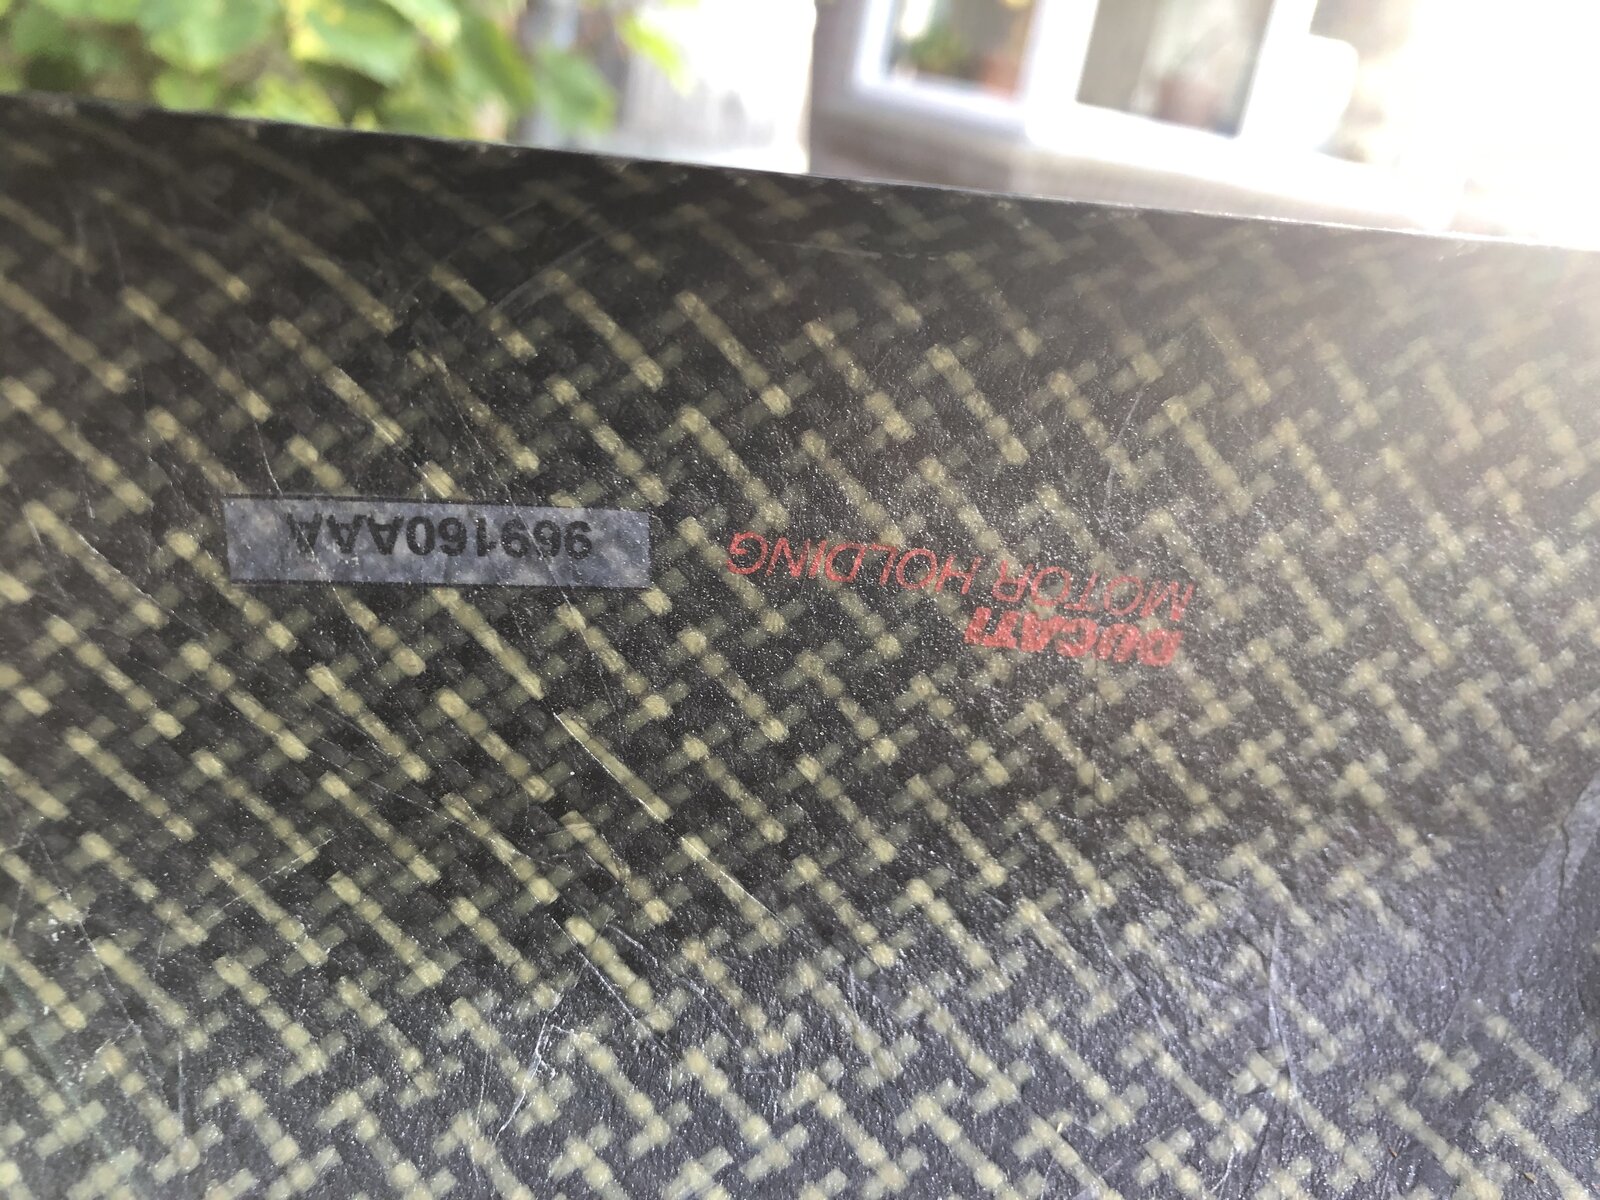 DUCATI
MOTOR HOLDING
969160AAA